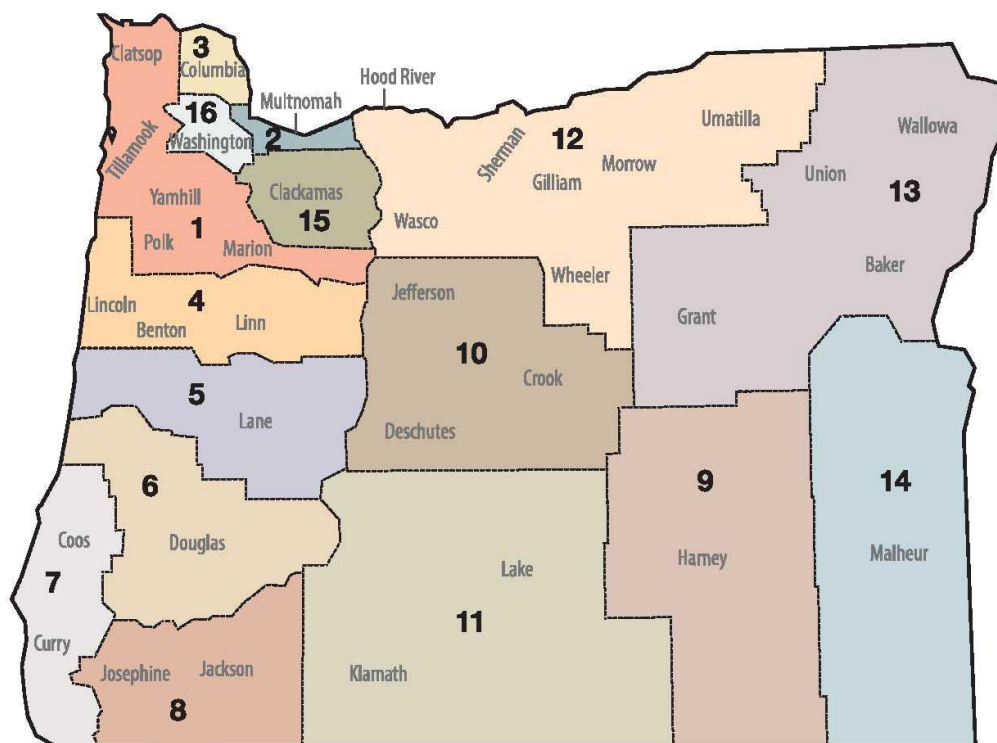 Clatsop
3
Columbia
Hood River
Multnomah
16
Washington
2
Tillamook
Sherman
12
Umatilla
Wallowa
Gilliam
Morrow
Union
13
Yamhill
Clackamas
15
Wasco
1
Polk
Marion
Wheeler
Baker
Jefferson
Grant
Lincoln
4
Benton
Linn
10
Crook
5
Lane
Deschutes
6
9
14
Coos
Douglas
Harney
Malheur
7
Lake
11
Curry
Josephine
Jackson
Klamath
8